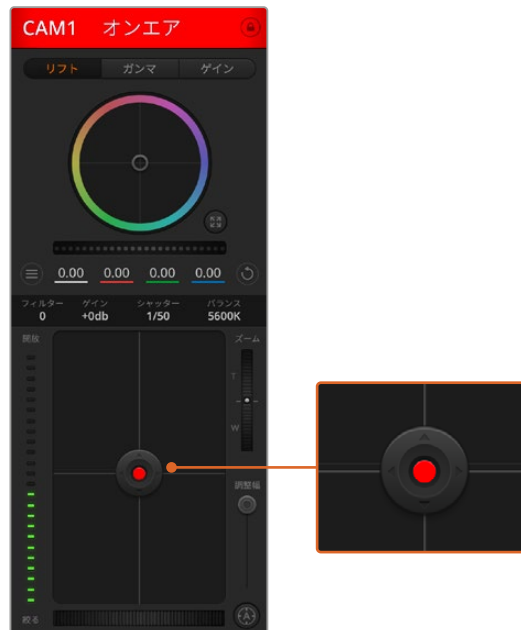 CAM1 オンエア
リフト ガンマ ゲイン
0.00 0.00 0.00 0.00
フィルター ゲイン シャッター バランス
0 +0db 1/50 5600K
開放 ズーム
T
W
調整幅
絞る A